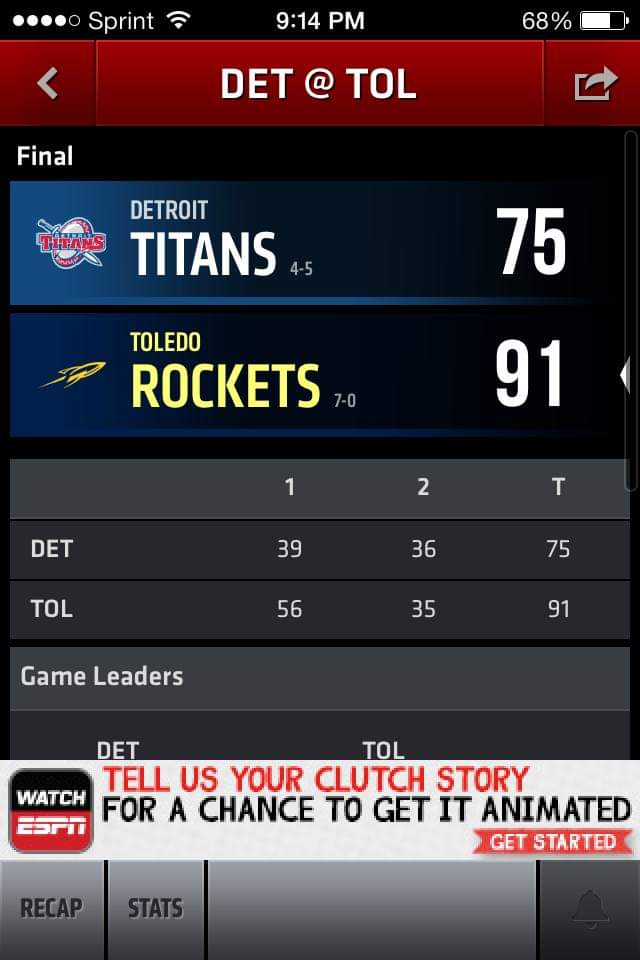 Sprint 9:14 PM 68%
DET @ TOL
Final
DETROIT
TITANS 4-5 75
DETROIT
TITANS
TOLEDO
ROCKETS 7-0 91
1 2 T
DET 39 36 75
TOL 56 35 91
Game Leaders
DET TOL
WATCH
ESPN
TELL US YOUR CLUTCH STORY
FOR A CHANCE TO GET IT ANIMATED
GET STARTED
RECAP STATS